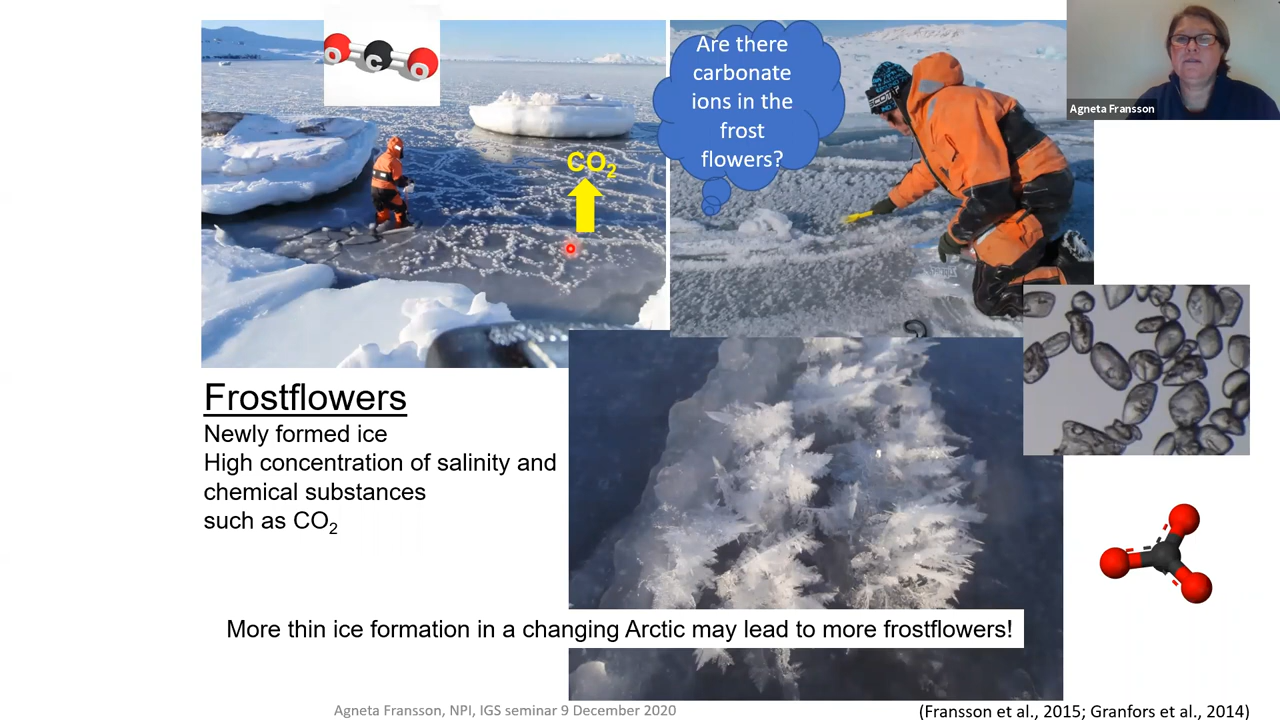 O C O
CO2
Are there
carbonate
ions in the
frost
flowers?
Agneta Fransson
Frostflowers
Newly formed ice
High concentration of salinity and
chemical substances
such as CO2
More thin ice formation in a changing Arctic may lead to more frostflowers!
Agneta Fransson, NPI, IGS seminar 9 December 2020
(Fransson et al., 2015; Granfors et al., 2014)